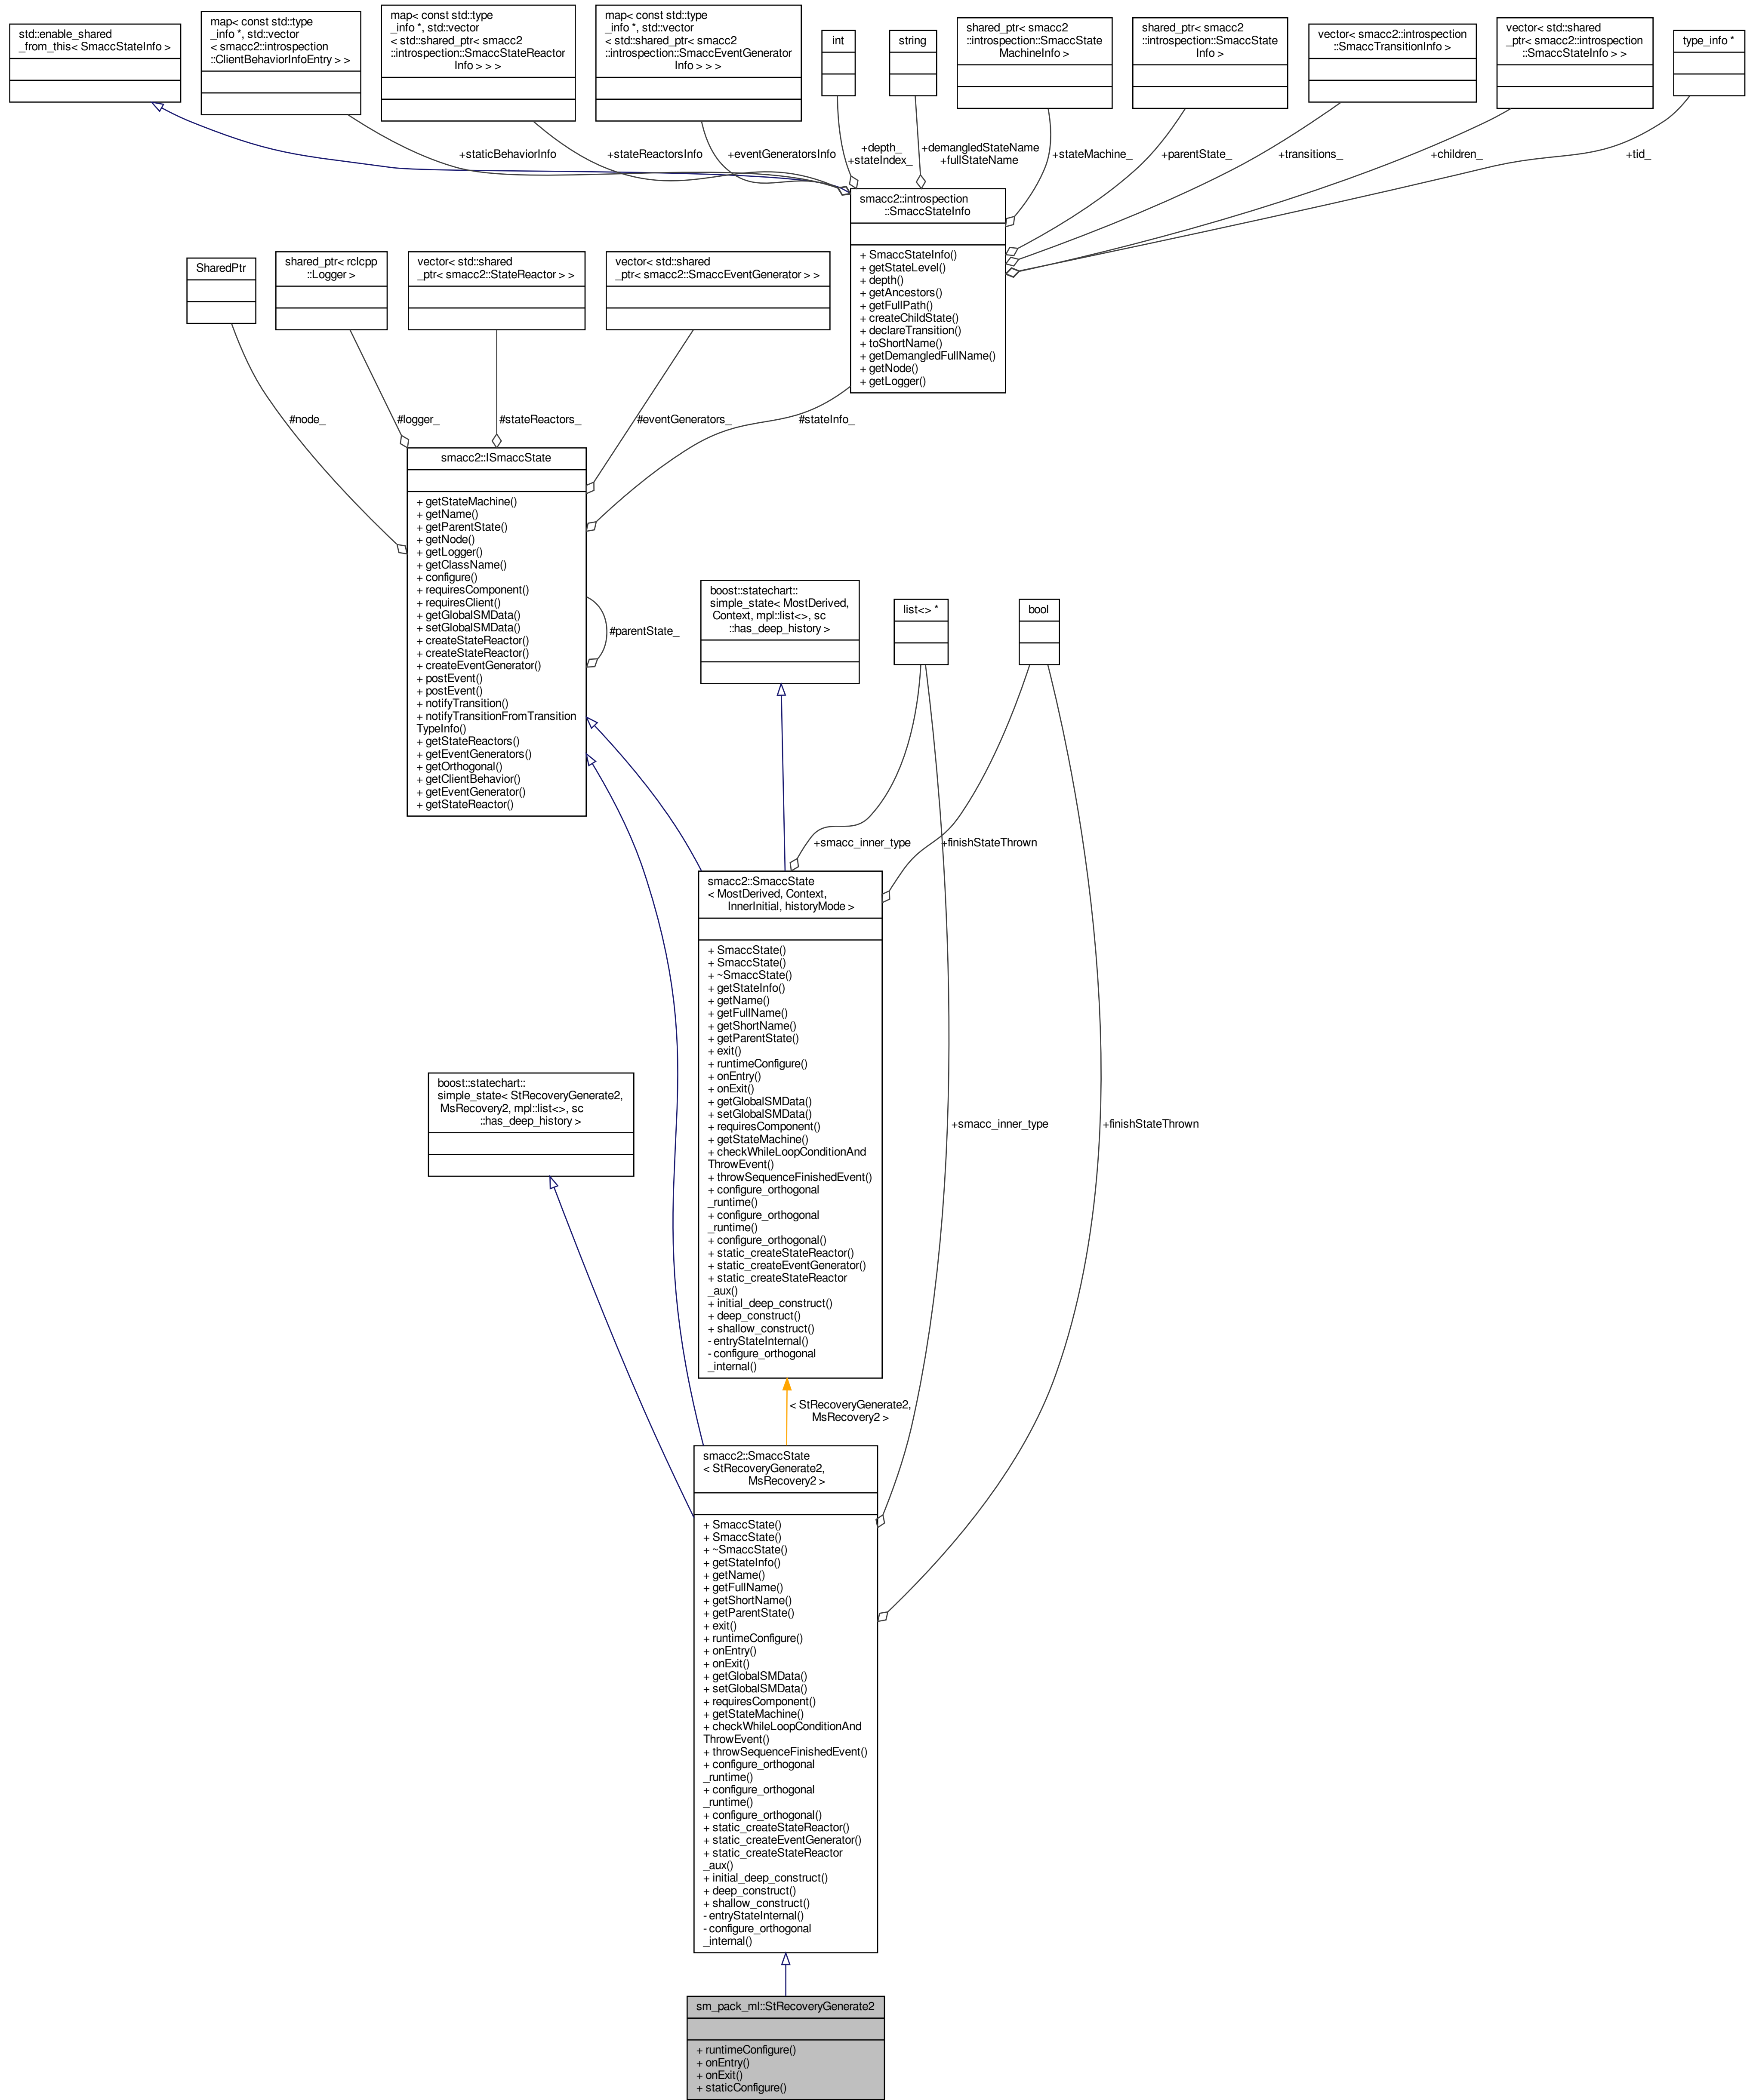 std::enable_shared
_from_this< SmaccStateInfo >
map< const std::type
_info *, std::vector
< smacc2::introspection
::ClientBehaviorInfoEntry > >
map< const std::type
_info *, std::vector
< std::shared_ptr< smacc2
::introspection::StateReactor
Info > > >
map< const std::type
_info *, std::vector
< std::shared_ptr< smacc2
::introspection::SmaccEventGenerator
Info > > >
int
string
shared_ptr< smacc2
::introspection::SmaccState
MachineInfo >
shared_ptr< smacc2
::introspection::SmaccState
Info >
vector< smacc2::introspection
::SmaccTransitionInfo >
vector< std::shared
_ptr< smacc2::introspection
::SmaccStateInfo > >
type_info *
+staticBehaviorInfo
+stateReactorsInfo
+eventGeneratorsInfo
+depth_
+stateIndex_
+demangledStateName
+fullStateName
+stateMachine_
+parentState_
+transitions_
+children_
+tid_
smacc2::introspection
::SmaccStateInfo
+ SmaccStateInfo()
+ getStateLevel()
+ depth()
+ getAncestors()
+ getFullPath()
+ createChildState()
+ declareTransition()
+ toShortName()
+ getDemangledFullName()
+ getNode()
+ getLogger()
SharedPtr
shared_ptr< rclcpp
::Logger >
vector< std::shared
_ptr< smacc2::StateReactor > >
vector< std::shared
_ptr< smacc2::SmaccEventGenerator > >
#node_
#logger_
#stateReactors_
#eventGenerators_
#stateInfo_
smacc2::ISmaccState
+ getStateMachine()
+ getName()
+ getParentState()
+ getNode()
+ getLogger()
+ getClassName()
+ configure()
+ requiresComponent()
+ requiresClient()
+ getGlobalSMData()
+ setGlobalSMData()
+ createStateReactor()
+ createStateReactor()
+ createEventGenerator()
+ postEvent()
+ postEvent()
+ notifyTransition()
+ notifyTransitionFromTransition
TypeInfo()
+ getStateReactors()
+ getEventGenerators()
+ getOrthogonal()
+ getClientBehavior()
+ getEventGenerator()
+ getStateReactor()
#parentState_
boost::statechart::
simple_state< MostDerived,
Context, mpl::list<>, sc
::has_deep_history >
list<> *
bool
+smacc_inner_type
+finishStateThrown
smacc2::SmaccState
< MostDerived, Context,
InnerInitial, historyMode >
+ SmaccState()
+ SmaccState()
+ ~SmaccState()
+ getStateInfo()
+ getName()
+ getFullName()
+ getShortName()
+ getParentState()
+ exit()
+ runtimeConfigure()
+ onEntry()
+ onExit()
+ getGlobalSMData()
+ setGlobalSMData()
+ requiresComponent()
+ getStateMachine()
+ checkWhileLoopConditionAnd
ThrowEvent()
+ throwSequenceFinishedEvent()
+ configure_orthogonal
_runtime()
+ configure_orthogonal
_runtime()
+ configure_orthogonal()
+ static_createStateReactor()
+ static_createEventGenerator()
+ static_createStateReactor
_aux()
+ initial_deep_construct()
+ deep_construct()
+ shallow_construct()
- entryStateInternal()
- configure_orthogonal
_internal()
boost::statechart::
simple_state< StRecoveryGenerate2,
MsRecovery2, mpl::list<>, sc
::has_deep_history >
+smacc_inner_type
+finishStateThrown
< StRecoveryGenerate2,
MsRecovery2 >
smacc2::SmaccState
< StRecoveryGenerate2,
MsRecovery2 >
+ SmaccState()
+ SmaccState()
+ ~SmaccState()
+ getStateInfo()
+ getName()
+ getFullName()
+ getShortName()
+ getParentState()
+ exit()
+ runtimeConfigure()
+ onEntry()
+ onExit()
+ getGlobalSMData()
+ setGlobalSMData()
+ requiresComponent()
+ getStateMachine()
+ checkWhileLoopConditionAnd
ThrowEvent()
+ throwSequenceFinishedEvent()
+ configure_orthogonal
_runtime()
+ configure_orthogonal
_runtime()
+ configure_orthogonal()
+ static_createStateReactor()
+ static_createEventGenerator()
+ static_createStateReactor
_aux()
+ initial_deep_construct()
+ deep_construct()
+ shallow_construct()
- entryStateInternal()
- configure_orthogonal
_internal()
sm_pack_ml::StRecoveryGenerate2
+ runtimeConfigure()
+ onEntry()
+ onExit()
+ staticConfigure()